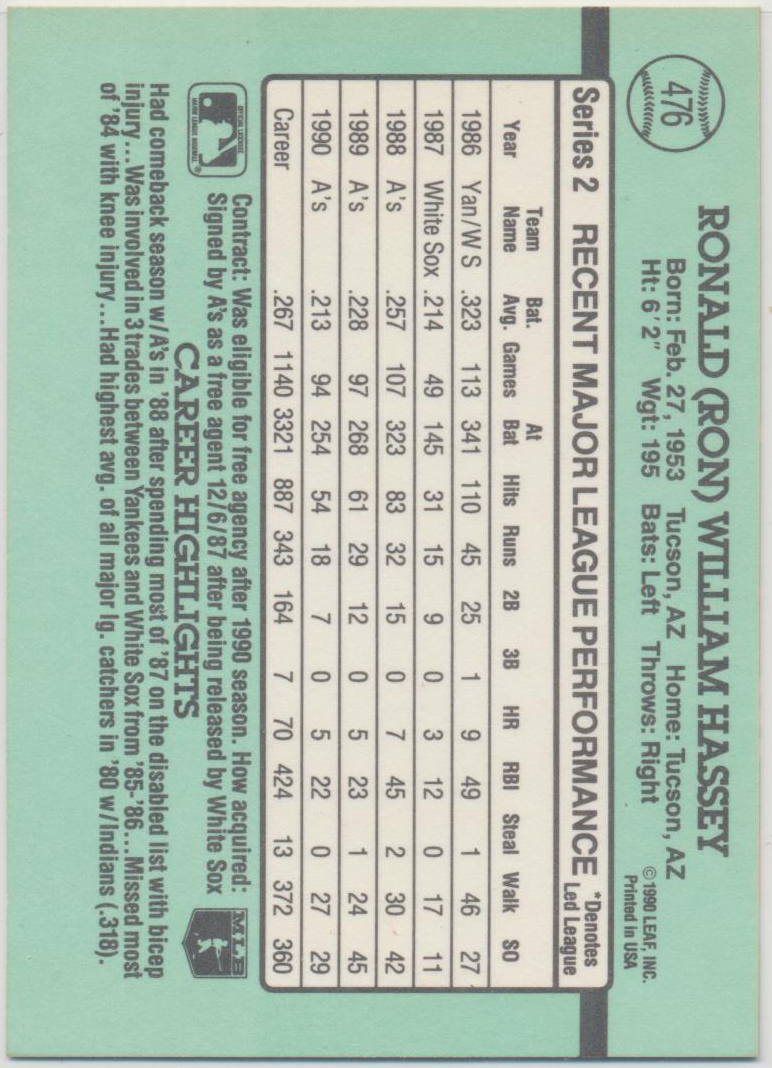 476
RONALD (RON) WILLIAM HASSEY
Born: Feb. 27, 1953 Tucson, AZ Home: Tucson, AZ
Ht: 6' 2" Wgt: 195 Bats: Left Throws: Right
© 1990 LEAF, INC.
Printed in USA
Series 2 RECENT MAJOR LEAGUE PERFORMANCE *Denotes Led League
Year Team Name Bat. Avg. Games At Bat Hits Runs 2B 3B HR RBI Steal Walk SO
1986 Yan/W S .323 113 341 110 45 25 1 9 49 1 46 27
1987 White Sox .214 49 145 31 15 9 0 3 12 0 17 11
1988 A's .257 107 323 83 32 15 0 7 45 2 30 42
1989 A's .228 97 268 61 29 12 0 5 23 1 24 45
1990 A's .213 94 254 54 18 7 0 5 22 0 27 29
Career .267 1140 3321 887 343 164 7 70 424 13 372 360
OFFICIAL LICENSEE
MAJOR LEAGUE BASEBALL
Contract: Was eligible for free agency after 1990 season. How acquired:
Signed by A's as a free agent 12/6/87 after being released by White Sox
MLB
CAREER HIGHLIGHTS
Had comeback season w/A's in '88 after spending most of '87 on the disabled list with bicep
injury...Was involved in 3 trades between Yankees and White Sox from '85-'86...Missed most
of '84 with knee injury...Had highest avg. of all major lg. catchers in '80 w/Indians (.318).